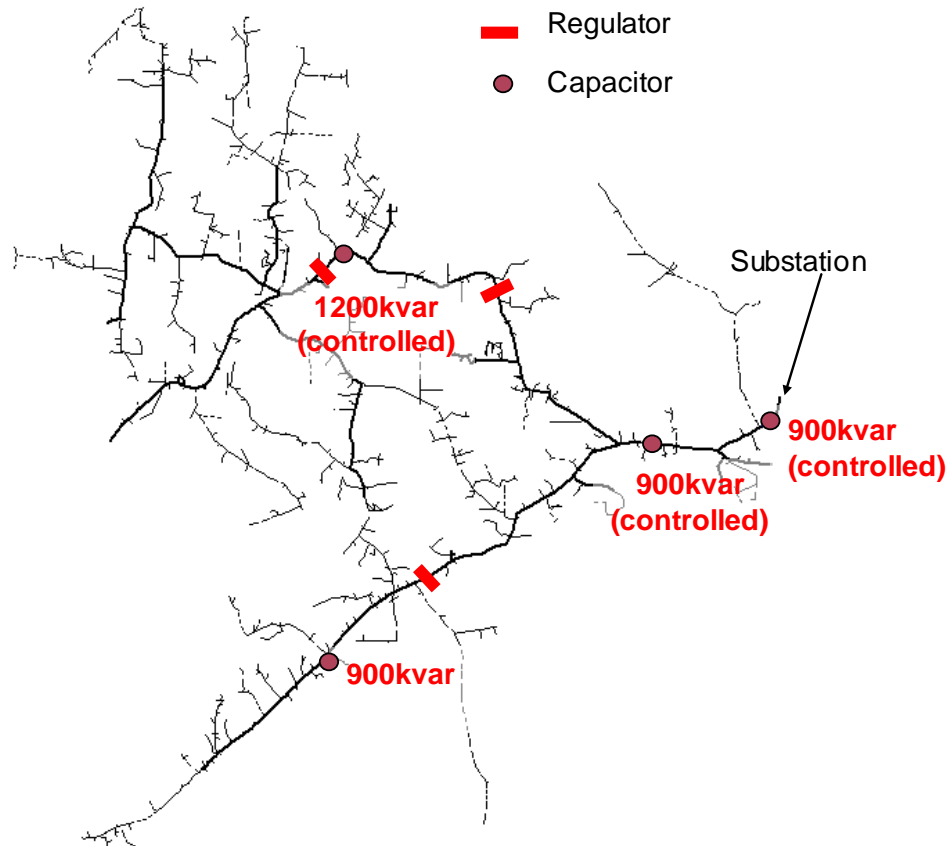 Regulator
Capacitor
Substation
1200kvar
(controlled)
900kvar
(controlled)
900kvar
(controlled)
900kvar